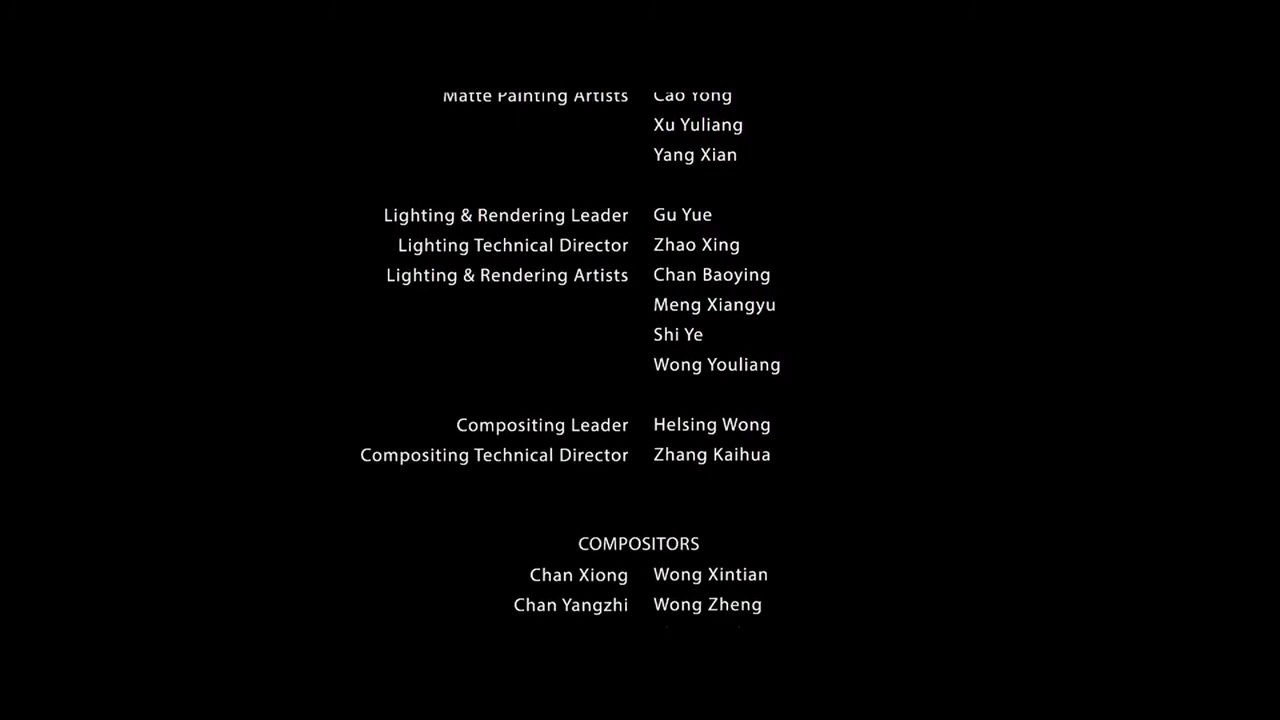 Matte Painting Artists Cao Yong
Xu Yuliang
Yang Xian
Lighting & Rendering Leader Gu Yue
Lighting Technical Director Zhao Xing
Lighting & Rendering Artists Chan Baoying
Meng Xiangyu
Shi Ye
Wong Youliang
Compositing Leader Helsing Wong
Compositing Technical Director Zhang Kaihua
COMPOSITORS
Chan Xiong Wong Xintian
Chan Yangzhi Wong Zheng